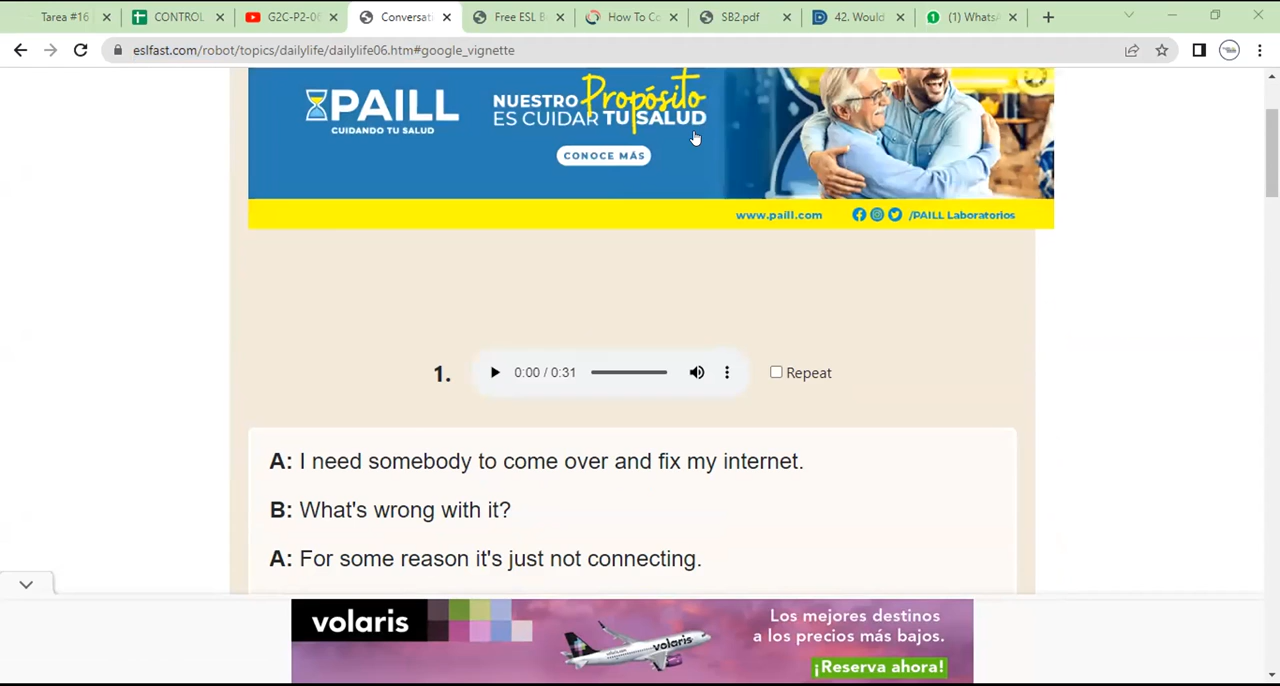 Tarea #16
CONTROL
G2C-P2-0
Conversat
Free ESL B
How To Co
SB2.pdf
42. Would
(1) Whats
eslfast.com/robot/topics/dailylife/dailylife06.htm#google_vignette
PAILL
CUIDANDO TU SALUD
NUESTRO Propósito
ES CUIDAR TU SALUD
CONOCE MÁS
www.paill.com
/PAILL Laboratorios
1.
0:00 / 0:31
Repeat
A: I need somebody to come over and fix my internet.
B: What's wrong with it?
A: For some reason it's just not connecting.
volaris
Los mejores destinos
a los precios más bajos.
¡Reserva ahora!
volaris